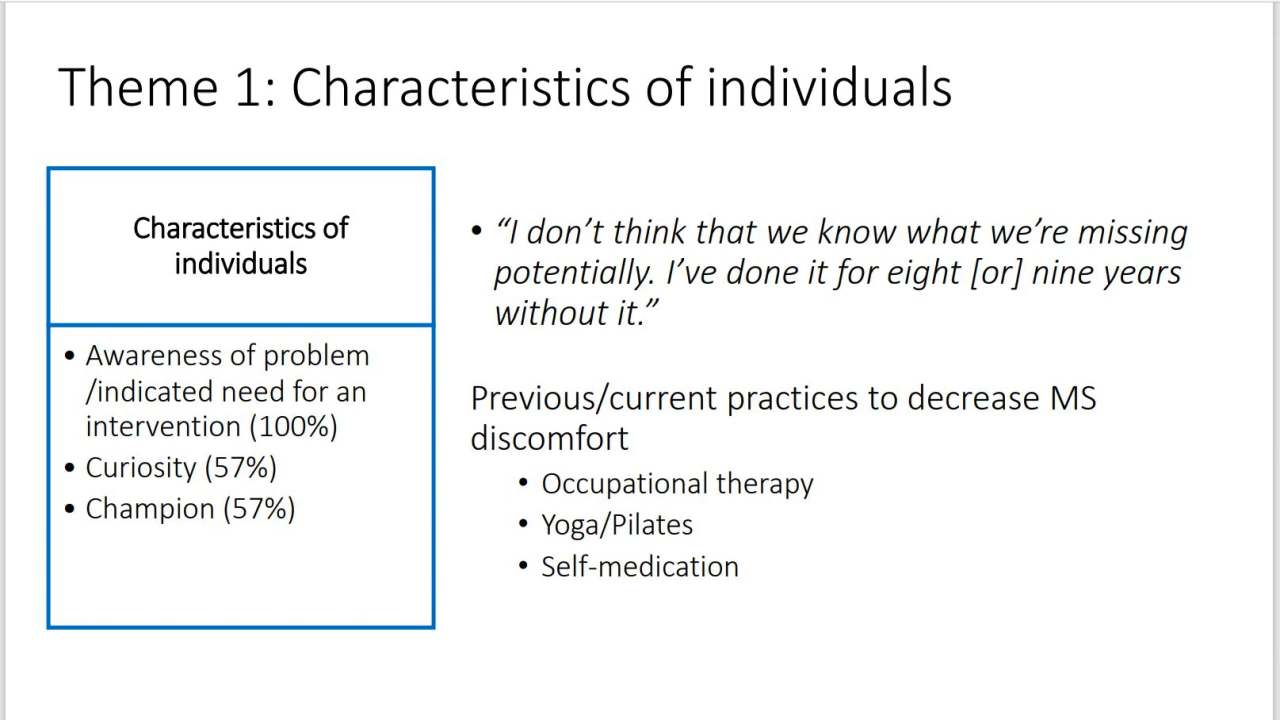 Theme 1: Characteristics of individuals
Characteristics of
individuals
• Awareness of problem
/indicated need for an
intervention (100%)
• Curiosity (57%)
• Champion (57%)
• “I don’t think that we know what we’re missing
potentially. I’ve done it for eight [or] nine years
without it.”
Previous/current practices to decrease MS
discomfort
• Occupational therapy
• Yoga/Pilates
• Self-medication